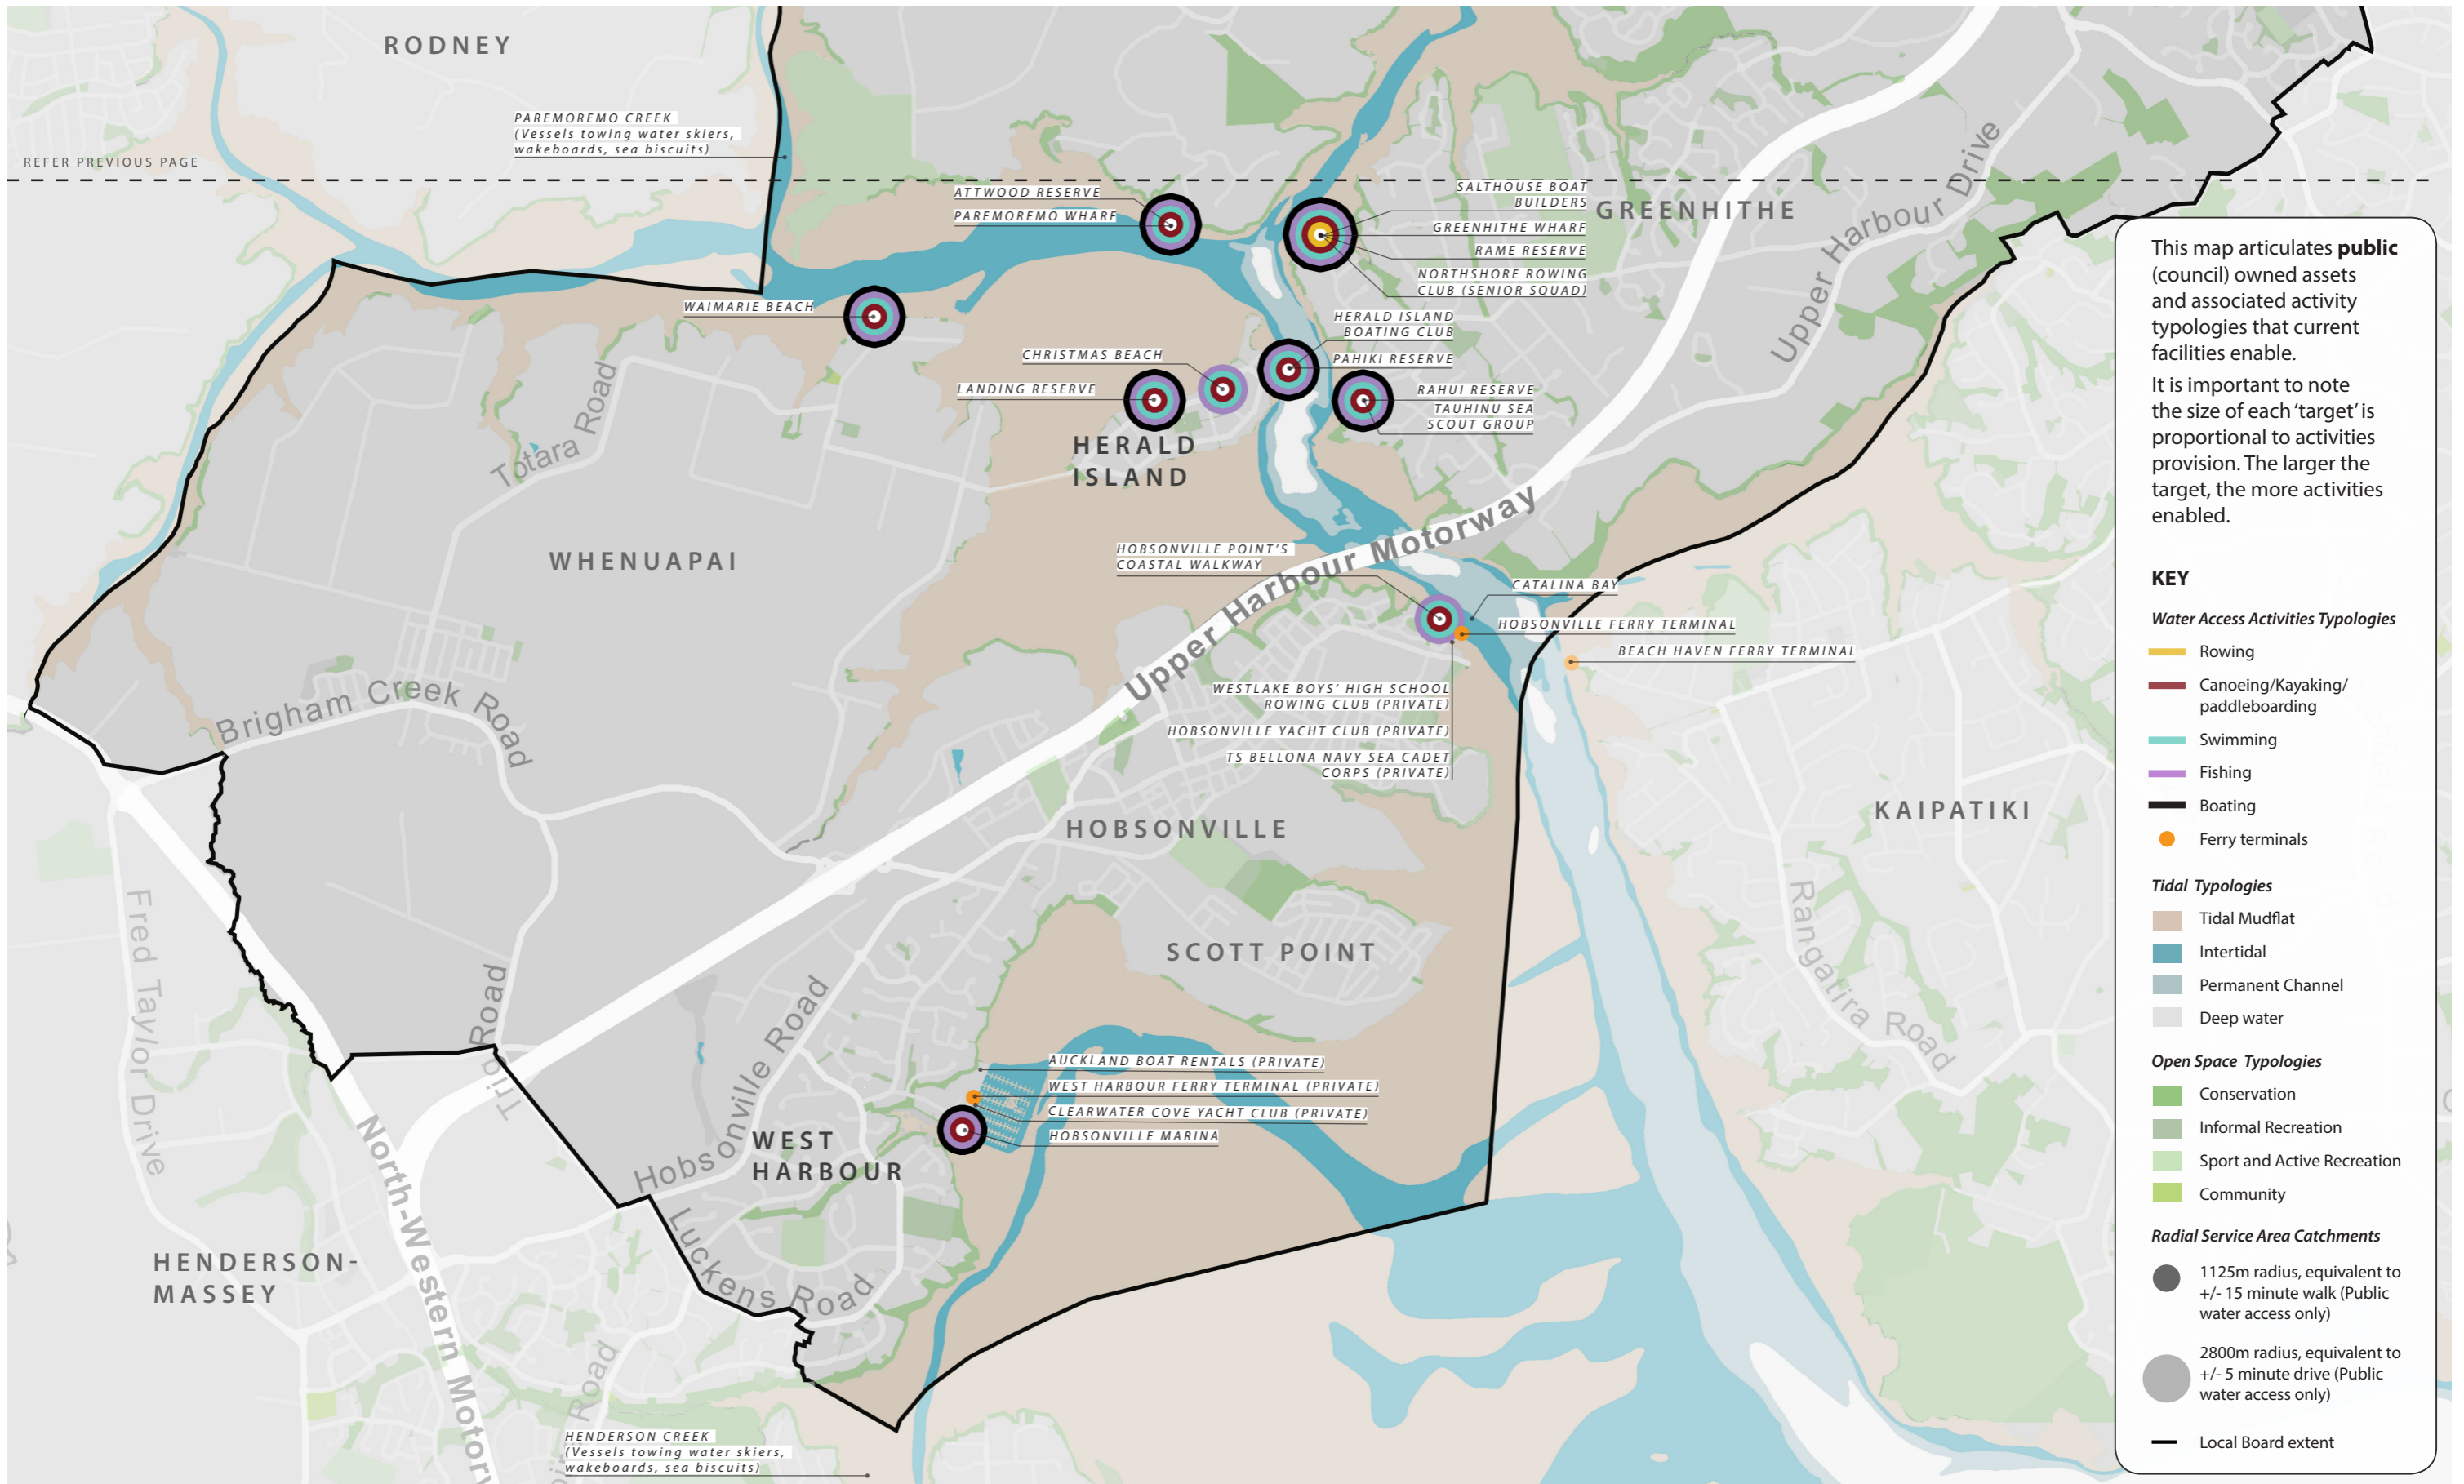 RODNEY
PAREMOREMO CREEK
(Vessels towing water skiers,
wakeboards, sea biscuits)
REFER PREVIOUS PAGE
ATTWOOD RESERVE
PAREMOREMO WHARF
SALTHOUSE BOAT
BUILDERS
GREENHITHE WHARF
RAME RESERVE
NORTHSHORE ROWING
CLUB (SENIOR SQUAD)
GREENHITHE
Upper Harbour Drive
WAIMARIE BEACH
HERALD ISLAND
BOATING CLUB
CHRISTMAS BEACH
PAHIKI RESERVE
LANDING RESERVE
RAHUI RESERVE
TAUHINU SEA
SCOUT GROUP
HERALD
ISLAND
Totara Road
WHENUAPAI
HOBSONVILLE POINT'S
COASTAL WALKWAY
Upper Harbour Motorway
CATALINA BAY
HOBSONVILLE FERRY TERMINAL
BEACH HAVEN FERRY TERMINAL
WESTLAKE BOYS' HIGH SCHOOL
ROWING CLUB (PRIVATE)
HOBSONVILLE YACHT CLUB (PRIVATE)
TS BELLONA NAVY SEA CADET
CORPS (PRIVATE)
Brigham Creek Road
HOBSONVILLE
KAIPATIKI
Rangatira Road
Fred Taylor Drive
SCOTT POINT
Trig Road
Hobsonville Road
AUCKLAND BOAT RENTALS (PRIVATE)
WEST HARBOUR FERRY TERMINAL (PRIVATE)
CLEARWATER COVE YACHT CLUB (PRIVATE)
HOBSONVILLE MARINA
WEST
HARBOUR
Luckens Road
HENDERSON-
MASSEY
North-Western Motorw
Road
HENDERSON CREEK
(Vessels towing water skiers,
wakeboards, sea biscuits)
This map articulates public
(council) owned assets
and associated activity
typologies that current
facilities enable.
It is important to note
the size of each 'target' is
proportional to activities
provision. The larger the
target, the more activities
enabled.
KEY
Water Access Activities Typologies
Rowing
Canoeing/Kayaking/
paddleboarding
Swimming
Fishing
Boating
Ferry terminals
Tidal Typologies
Tidal Mudflat
Intertidal
Permanent Channel
Deep water
Open Space Typologies
Conservation
Informal Recreation
Sport and Active Recreation
Community
Radial Service Area Catchments
1125m radius, equivalent to
+/- 15 minute walk (Public
water access only)
2800m radius, equivalent to
+/- 5 minute drive (Public
water access only)
Local Board extent